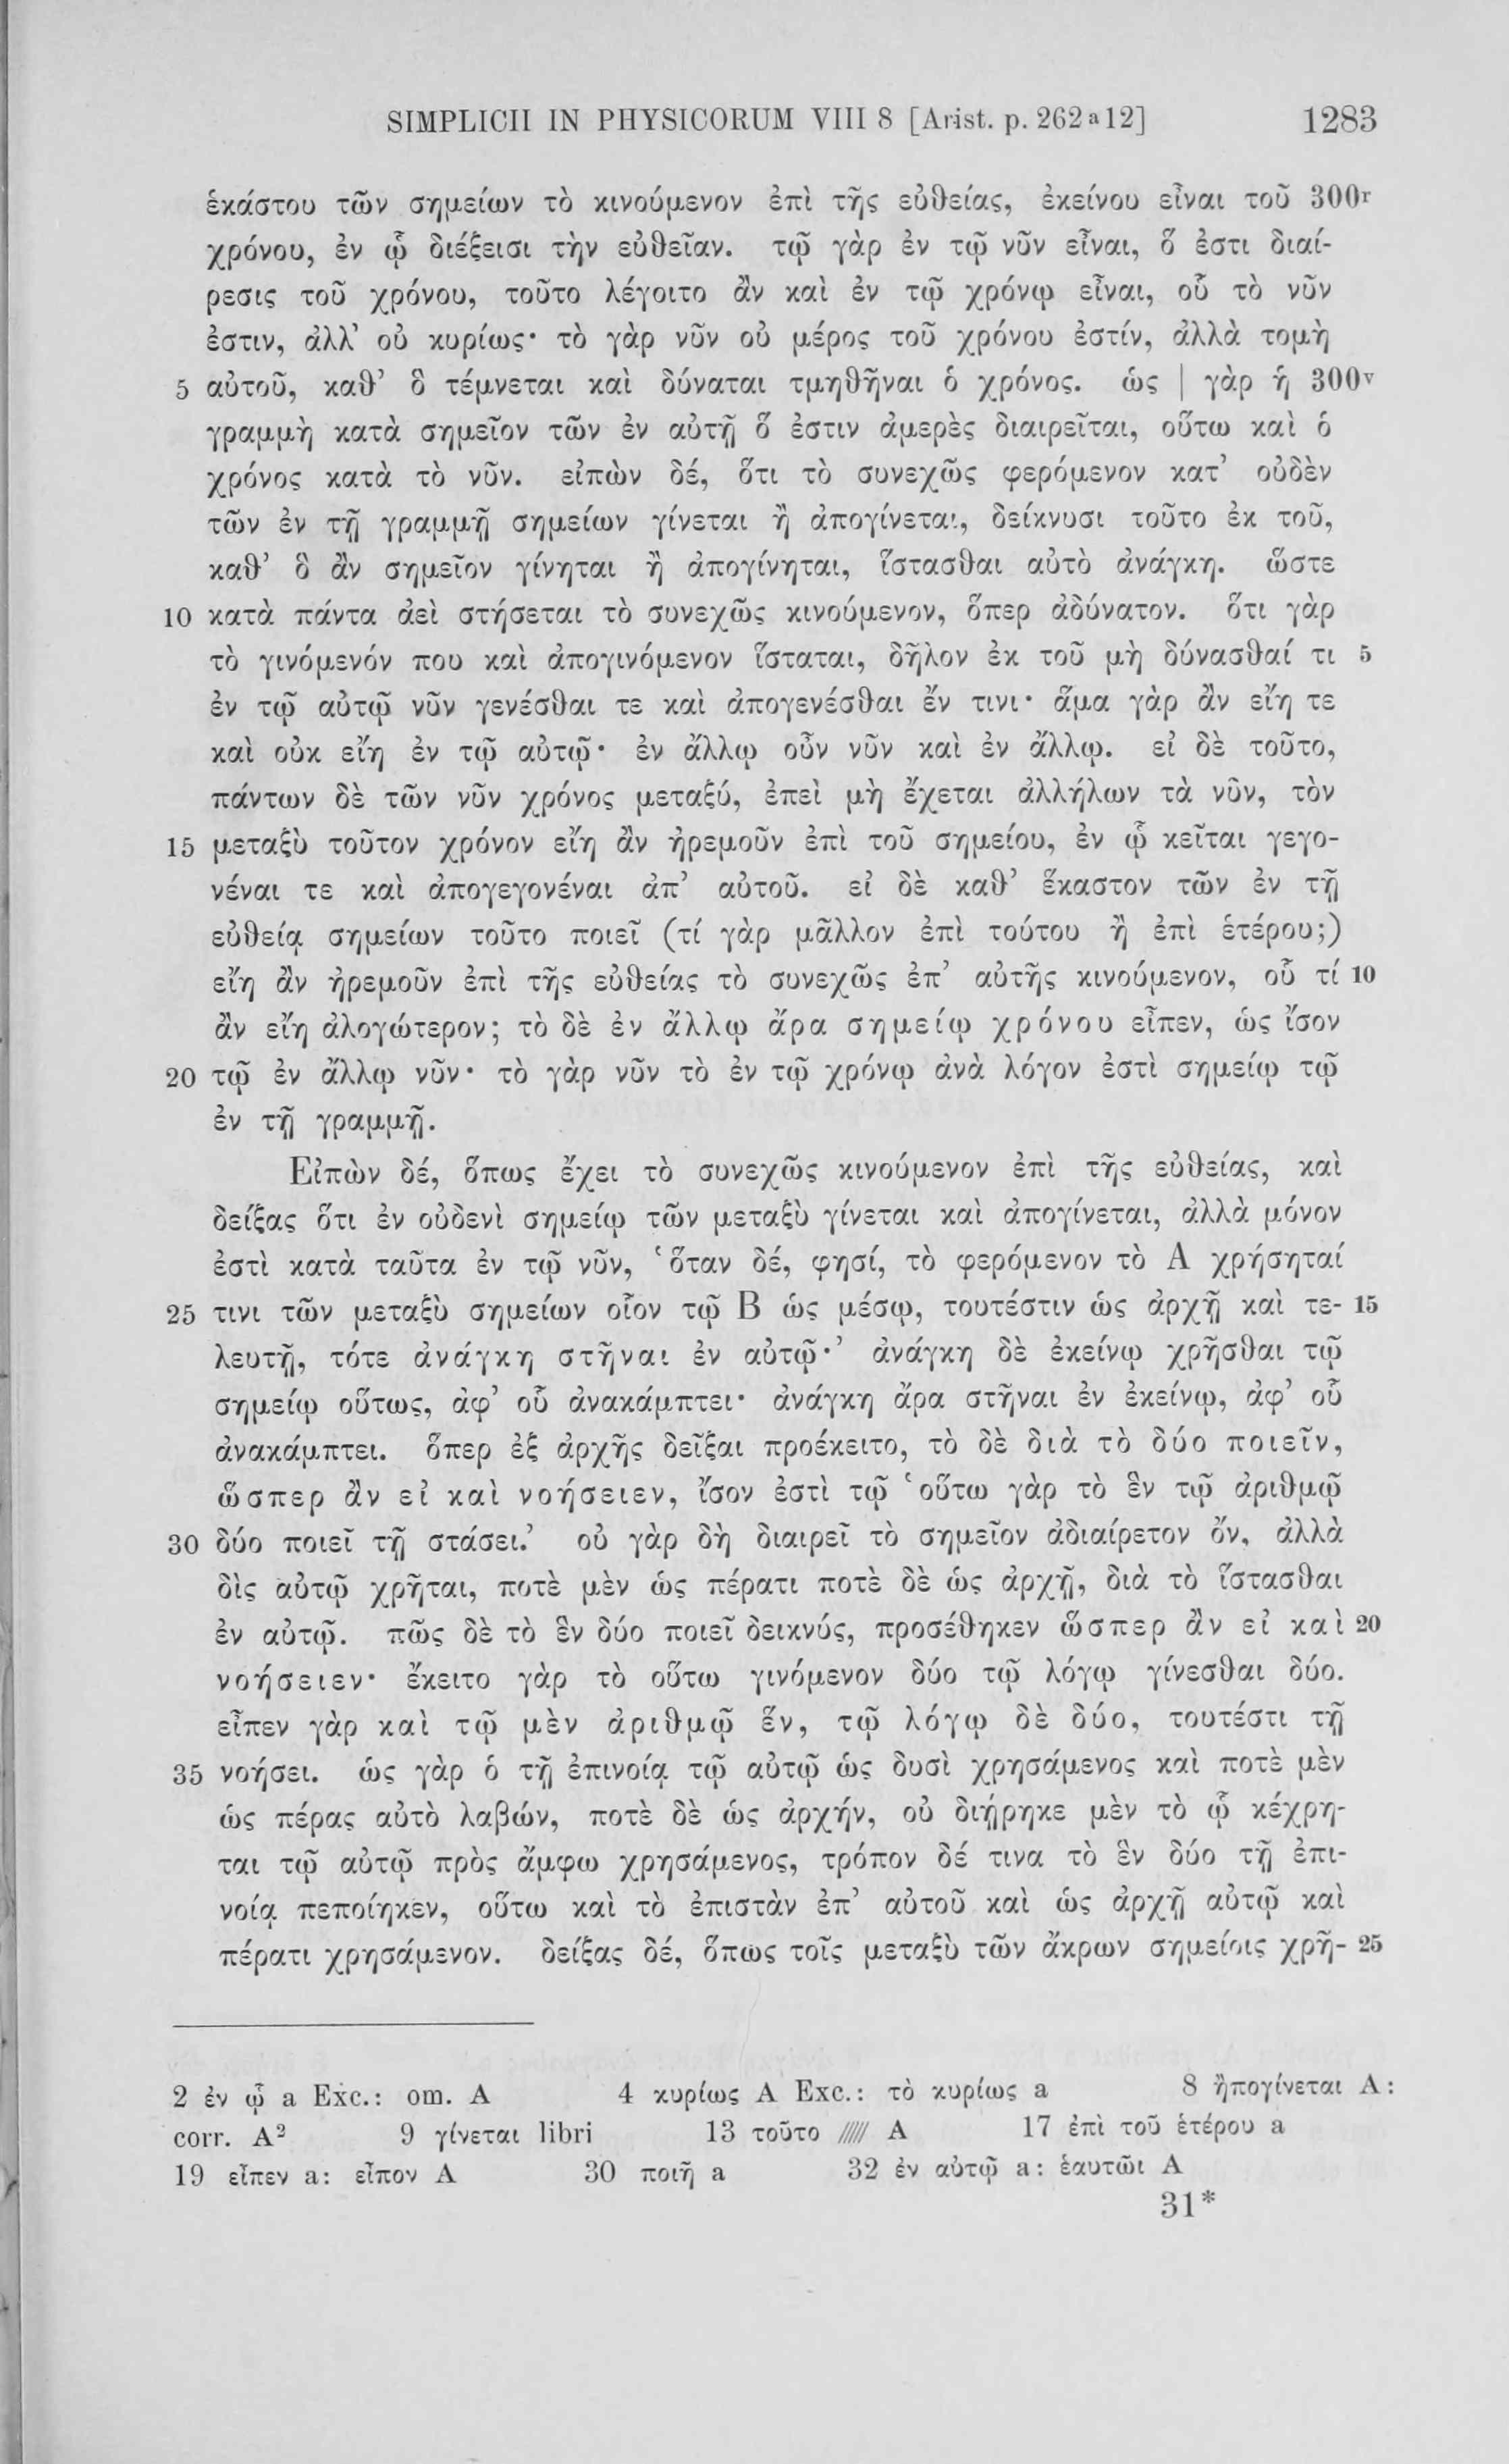 SIMPLICII IN PHYSICORUM VIII 8 [Arist. p. 262 a 12] 1283
ἑκάστου τῶν σημείων τὸ κινούμενον ἐπὶ τῆς εὐθείας, ἐκείνου εἶναι τοῦ 300r
χρόνου, ἐν ᾧ διέξεισι τὴν εὐθεῖαν. τῷ γὰρ ἐν τῷ νῦν εἶναι, ὅ ἐστι διαί-
ρεσις τοῦ χρόνου, τοῦτο λέγοιτο ἂν καὶ ἐν τῷ χρόνῳ εἶναι, οὗ τὸ νῦν
ἐστιν, ἀλλ’ οὐ κυρίως· τὸ γὰρ νῦν οὐ μέρος τοῦ χρόνου ἐστίν, ἀλλὰ τομὴ
5 αὐτοῦ, καθ’ ὃ τέμνεται καὶ δύναται τμηθῆναι ὁ χρόνος. ὡς | γὰρ ἡ 300v
γραμμὴ κατὰ σημεῖον τῶν ἐν αὐτῇ ὅ ἐστιν ἀμερὲς διαιρεῖται, οὕτω καὶ ὁ
χρόνος κατὰ τὸ νῦν. εἰπὼν δέ, ὅτι τὸ συνεχῶς φερόμενον κατ’ οὐδὲν
τῶν ἐν τῇ γραμμῇ σημείων γίνεται ἢ ἀπογίνεται, δείκνυσι τοῦτο ἐκ τοῦ,
καθ’ ὃ ἂν σημεῖον γίνηται ἢ ἀπογίνηται, ἵστασθαι αὐτὸ ἀνάγκη. ὥστε
10 κατὰ πάντα ἀεὶ στήσεται τὸ συνεχῶς κινούμενον, ὅπερ ἀδύνατον. ὅτι γὰρ
τὸ γινόμενόν που καὶ ἀπογινόμενον ἵσταται, δῆλον ἐκ τοῦ μὴ δύνασθαί τι 5
ἐν τῷ αὐτῷ νῦν γενέσθαι τε καὶ ἀπογενέσθαι ἔν τινι· ἅμα γὰρ ἂν εἴη τε
καὶ οὐκ εἴη ἐν τῷ αὐτῷ· ἐν ἄλλῳ οὖν νῦν καὶ ἐν ἄλλῳ. εἰ δὲ τοῦτο,
πάντων δὲ τῶν νῦν χρόνος μεταξύ, ἐπεὶ μὴ ἔχεται ἀλλήλων τὰ νῦν, τὸν
15 μεταξὺ τοῦτον χρόνον εἴη ἂν ἠρεμοῦν ἐπὶ τοῦ σημείου, ἐν ᾧ κεῖται γεγο-
νέναι τε καὶ ἀπογεγονέναι ἀπ’ αὐτοῦ. εἰ δὲ καθ’ ἕκαστον τῶν ἐν τῇ
εὐθείᾳ σημείων τοῦτο ποιεῖ (τί γὰρ μᾶλλον ἐπὶ τούτου ἢ ἐπὶ ἑτέρου;)
εἴη ἂν ἠρεμοῦν ἐπὶ τῆς εὐθείας τὸ συνεχῶς ἐπ’ αὐτῆς κινούμενον, οὗ τί 10
ἂν εἴη ἀλογώτερον; τὸ δὲ ἐν ἄλλῳ ἄρα σημείῳ χρόνου εἶπεν, ὡς ἴσον
20 τῷ ἐν ἄλλῳ νῦν· τὸ γὰρ νῦν τὸ ἐν τῷ χρόνῳ ἀνὰ λόγον ἐστὶ σημείῳ τῷ
ἐν τῇ γραμμῇ.
Εἰπὼν δέ, ὅπως ἔχει τὸ συνεχῶς κινούμενον ἐπὶ τῆς εὐθείας, καὶ
δείξας ὅτι ἐν οὐδενὶ σημείῳ τῶν μεταξὺ γίνεται καὶ ἀπογίνεται, ἀλλὰ μόνον
ἐστὶ κατὰ ταῦτα ἐν τῷ νῦν, ‘ὅταν δέ, φησί, τὸ φερόμενον τὸ Α χρήσηταί
25 τινι τῶν μεταξὺ σημείων οἷον τῷ Β ὡς μέσῳ, τουτέστιν ὡς ἀρχῇ καὶ τε- 15
λευτῇ, τότε ἀνάγκη στῆναι ἐν αὐτῷ·’ ἀνάγκη δὲ ἐκείνῳ χρῆσθαι τῷ
σημείῳ οὕτως, ἀφ’ οὗ ἀνακάμπτει· ἀνάγκη ἄρα στῆναι ἐν ἐκείνῳ, ἀφ’ οὗ
ἀνακάμπτει. ὅπερ ἐξ ἀρχῆς δεῖξαι προέκειτο, τὸ δὲ διὰ τὸ δύο ποιεῖν,
ὥσπερ ἂν εἰ καὶ νοήσειεν, ἴσον ἐστὶ τῷ ‘οὕτω γὰρ τὸ ἓν τῷ ἀριθμῷ
30 δύο ποιεῖ τῇ στάσει.’ οὐ γὰρ δὴ διαιρεῖ τὸ σημεῖον ἀδιαίρετον ὄν, ἀλλὰ
δὶς αὐτῷ χρῆται, ποτὲ μὲν ὡς πέρατι ποτὲ δὲ ὡς ἀρχῇ, διὰ τὸ ἵστασθαι
ἐν αὐτῷ. πῶς δὲ τὸ ἓν δύο ποιεῖ δεικνύς, προσέθηκεν ὥσπερ ἂν εἰ καὶ 20
νοήσειεν· ἔκειτο γὰρ τὸ οὕτω γινόμενον δύο τῷ λόγῳ γίνεσθαι δύο.
εἶπεν γὰρ καὶ τῷ μὲν ἀριθμῷ ἕν, τῷ λόγῳ δὲ δύο, τουτέστι τῇ
35 νοήσει. ὡς γὰρ ὁ τῇ ἐπινοίᾳ τῷ αὐτῷ ὡς δυσὶ χρησάμενος καὶ ποτὲ μὲν
ὡς πέρας αὐτὸ λαβών, ποτὲ δὲ ὡς ἀρχήν, οὐ διῄρηκε μὲν τὸ ᾧ κέχρη-
ται τῷ αὐτῷ πρὸς ἄμφω χρησάμενος, τρόπον δέ τινα τὸ ἓν δύο τῇ ἐπι-
νοίᾳ πεποίηκεν, οὕτω καὶ τὸ ἐπιστὰν ἐπ’ αὐτοῦ καὶ ὡς ἀρχῇ αὐτῷ καὶ
πέρατι χρησάμενον. δείξας δέ, ὅπως τοῖς μεταξὺ τῶν ἄκρων σημείοις χρῆ- 25
2 ἐν ᾧ a Exc.: om. A 4 κυρίως A Exc.: τὸ κυρίως a 8 ἢπογίνεται A:
corr. A² 9 γίνεται libri 13 τοῦτο ///// A 17 ἐπὶ τοῦ ἑτέρου a
19 εἶπεν a: εἶπον A 30 ποιῇ a 32 ἐν αὐτῷ a: ἑαυτῶι A
31*